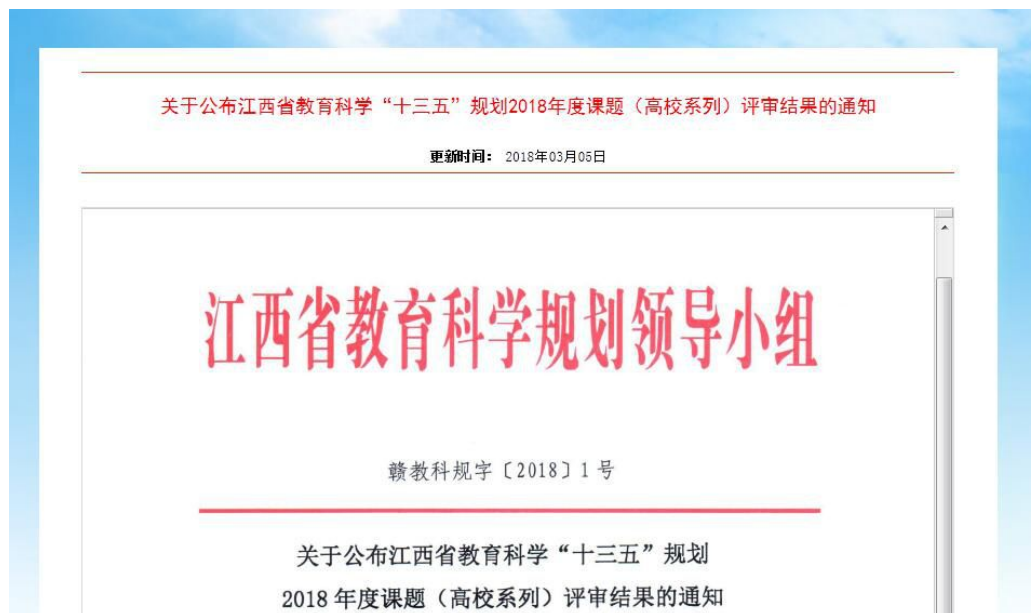 关于公布江西省教育科学“十三五”规划2018年度课题（高校系列）评审结果的通知
更新时间： 2018年03月05日
江西省教育科学规划领导小组
赣教科规字〔2018〕1号
关于公布江西省教育科学“十三五”规划
2018年度课题（高校系列）评审结果的通知